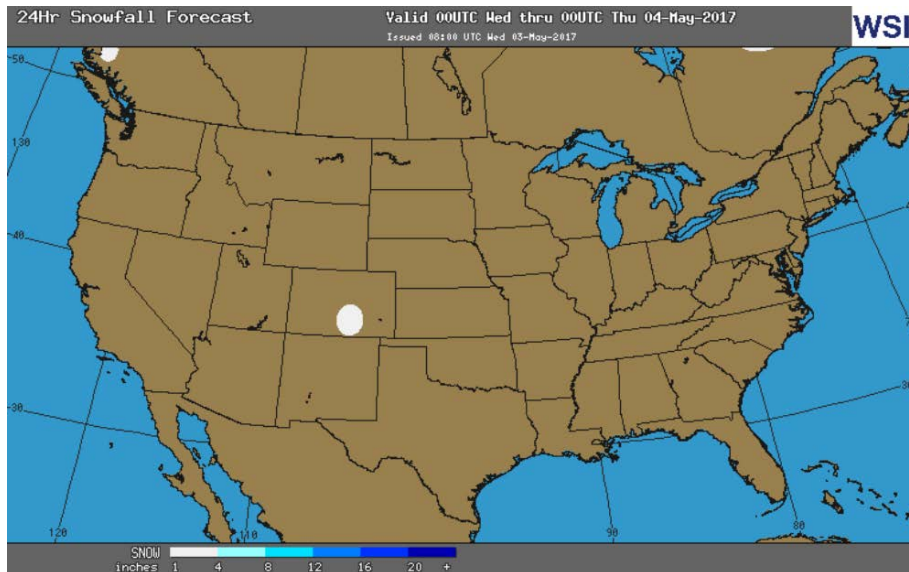 24Hr Snowfall Forecast
Valid 00UTC Wed thru 00UTC Thu 04-May-2017
Issued 08:00 UTC Wed 03-May-2017
WSI
50
130
40
30
120
110
90
80
SNOW
inches 1 4 8 12 16 20 +